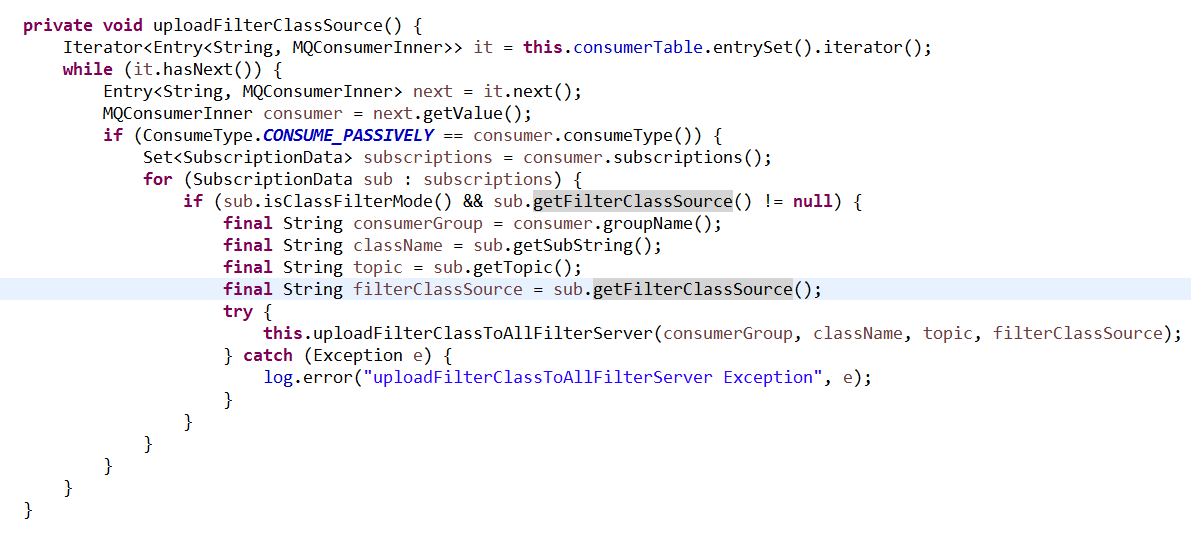 private void uploadFilterClassSource() {
    Iterator<Entry<String, MQConsumerInner>> it = this.consumerTable.entrySet().iterator();
    while (it.hasNext()) {
        Entry<String, MQConsumerInner> next = it.next();
        MQConsumerInner consumer = next.getValue();
        if (ConsumeType.CONSUME_PASSIVELY == consumer.consumeType()) {
            Set<SubscriptionData> subscriptions = consumer.subscriptions();
            for (SubscriptionData sub : subscriptions) {
                if (sub.isClassFilterMode() && sub.getFilterClassSource() != null) {
                    final String consumerGroup = consumer.groupName();
                    final String className = sub.getSubString();
                    final String topic = sub.getTopic();
                    final String filterClassSource = sub.getFilterClassSource();
                    try {
                        this.uploadFilterClassToAllFilterServer(consumerGroup, className, topic, filterClassSource);
                    } catch (Exception e) {
                        log.error("uploadFilterClassToAllFilterServer Exception", e);
                    }
                }
            }
        }
    }
}